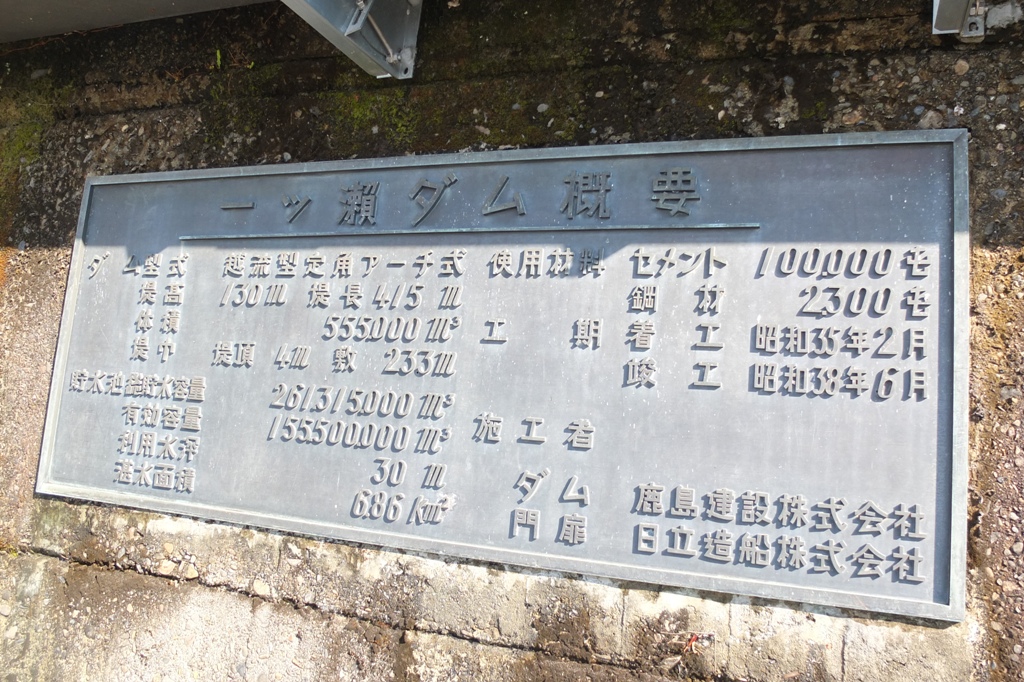 一ッ瀨ダム概要
ダム型式 越流型定角アーチ式
堤高 130m 堤長 415m
体積 555,000m³
堤巾 堤頂 4m 敷 23.3m
貯水池 總貯水容量 261,315,000m³
有効容量 155,500,000m³
利用水深 30m
湛水面積 6.86Km²
使用材料 セメント 100,000屯
鋼材 2,300屯
工期 着工 昭和35年2月
竣工 昭和38年6月
施工者
ダム 鹿島建設株式会社
門扉 日立造船株式会社